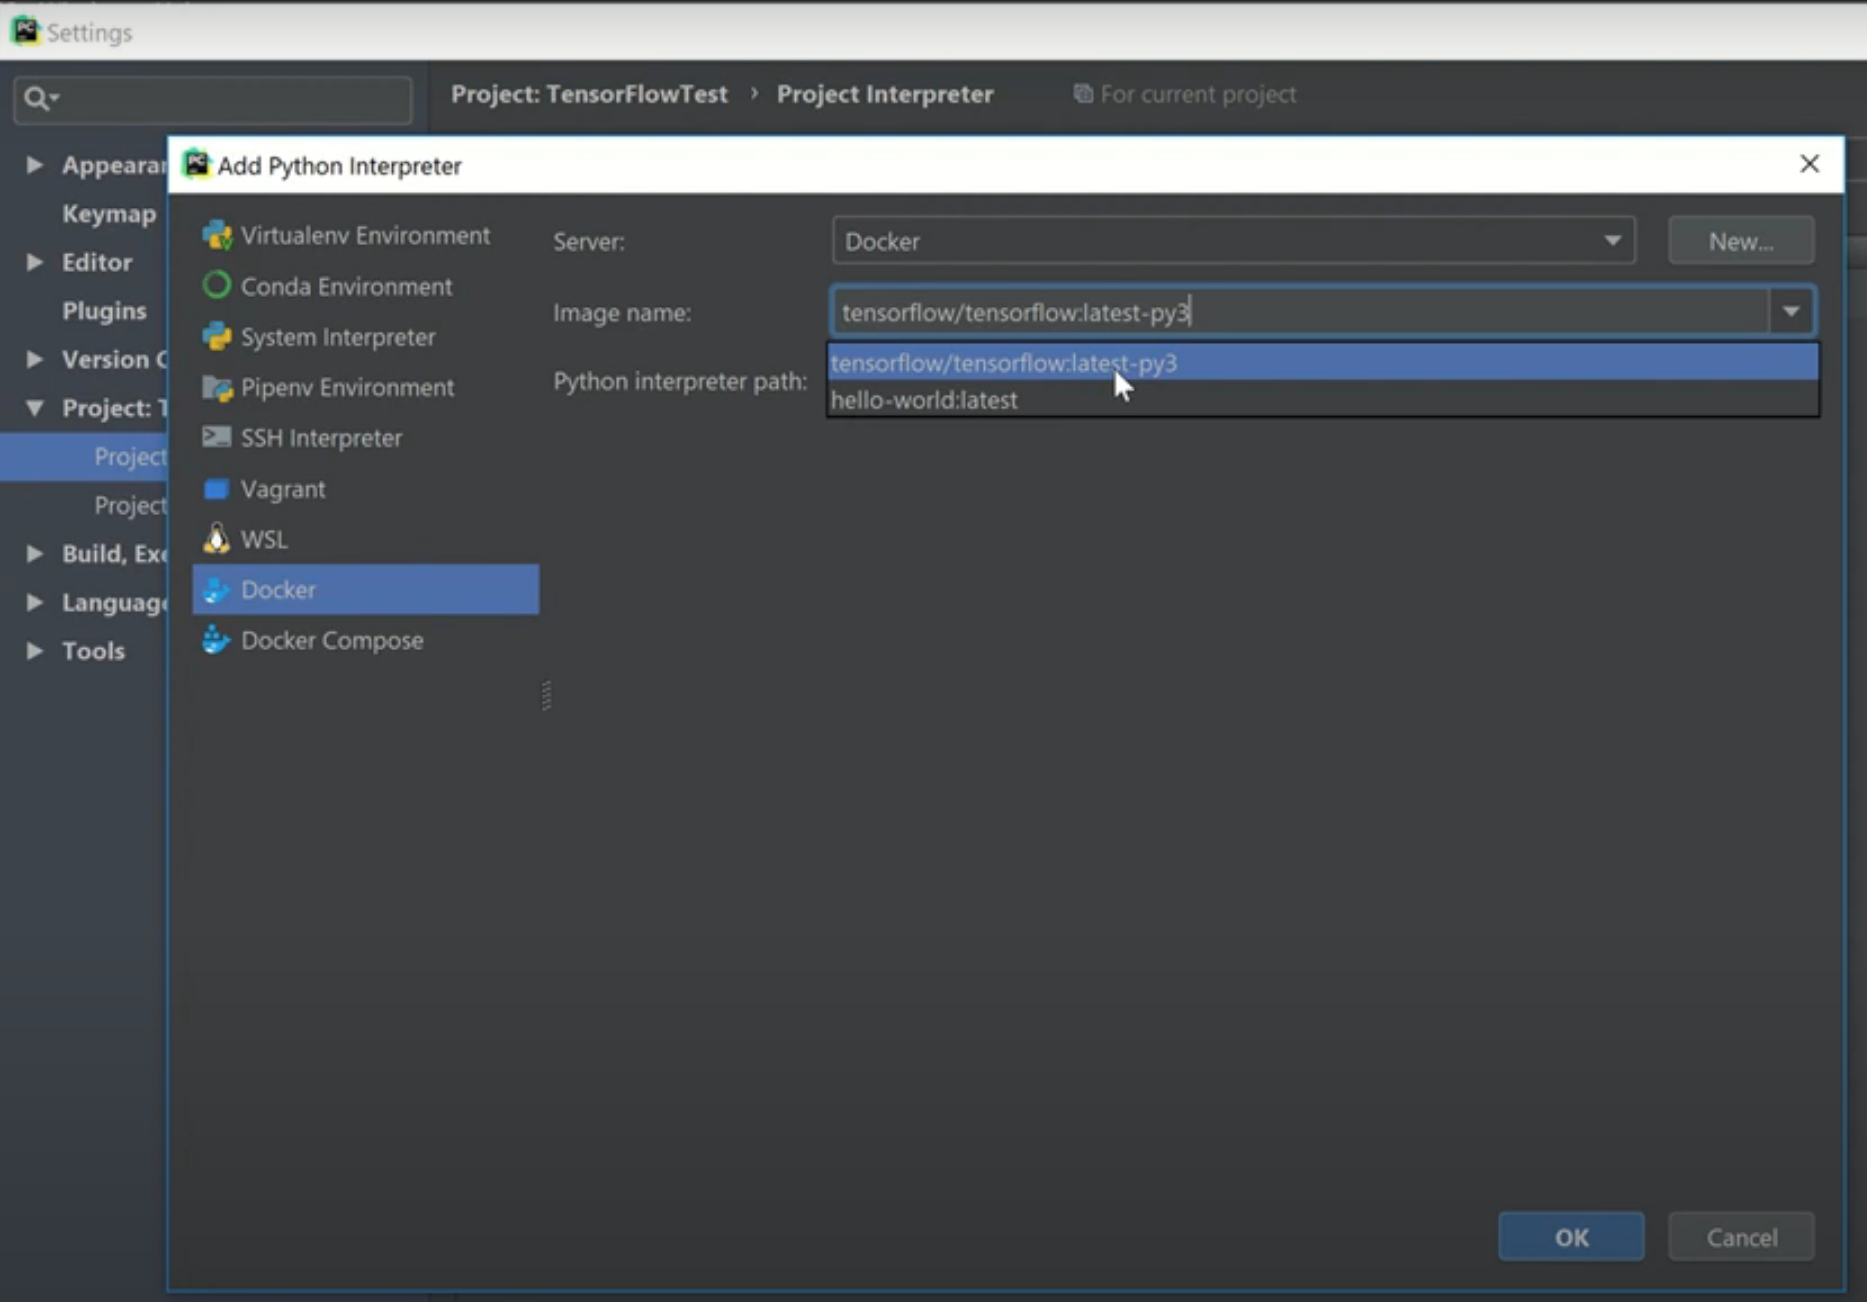 Settings
Project: TensorFlowTest › Project Interpreter For current project
Appearar
Keymap
Editor
Plugins
Version C
Project: T
Project
Project
Build, Exe
Language
Tools
Add Python Interpreter
Virtualenv Environment
Conda Environment
System Interpreter
Pipenv Environment
SSH Interpreter
Vagrant
WSL
Docker
Docker Compose
Server: Docker New...
Image name: tensorflow/tensorflow:latest-py3
tensorflow/tensorflow:latest-py3
Python interpreter path:
hello-world:latest
OK Cancel